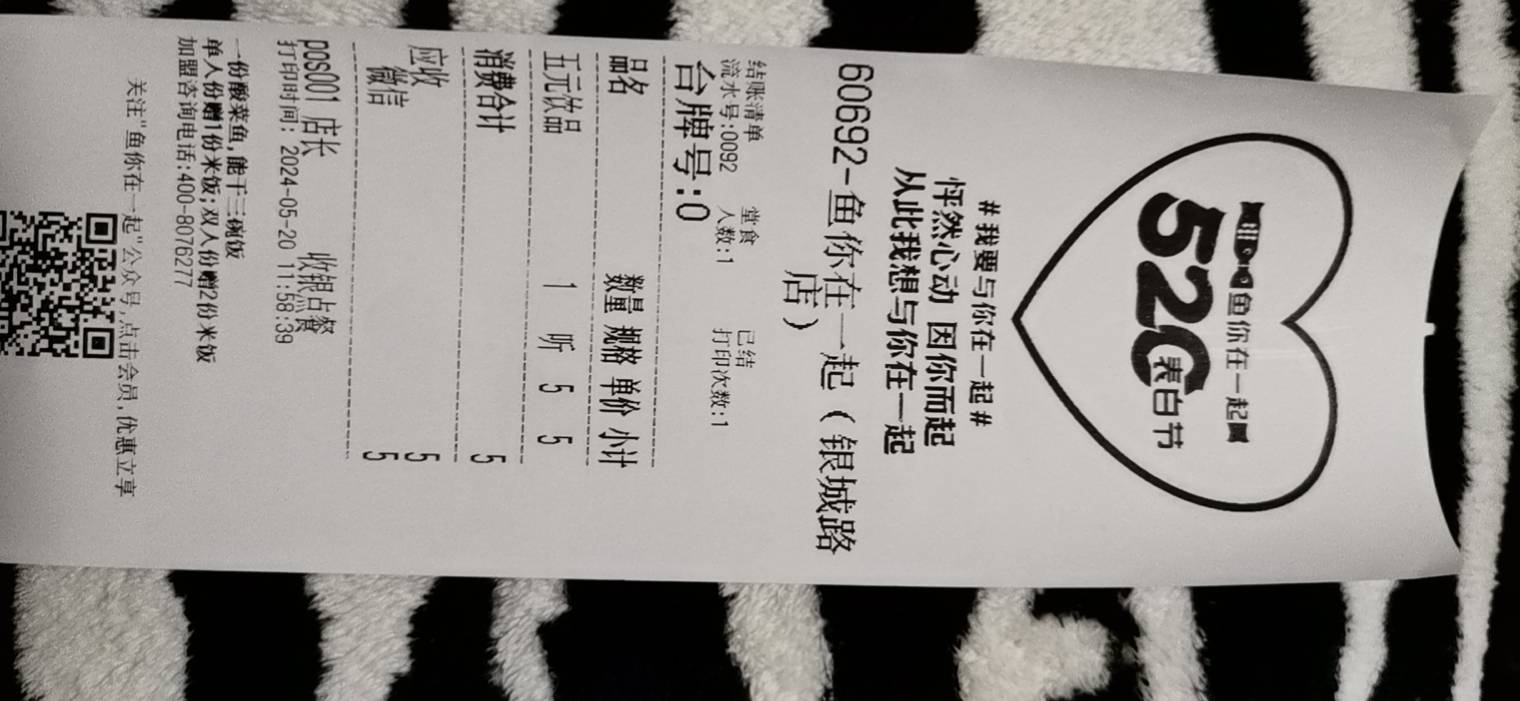 鱼你在一起
520
表白节
#我要与你在一起#
怦然心动 因你而起
从此我想与你在一起
60692-鱼你在一起(银城路
店)
结账清单 堂食 已结
流水号:0092 人数:1 打印次数:1
台牌号:0
品名 数量 规格 单价 小计
五元饮品 1 听 5 5
消费合计 5
应收 5
微信 5
pos001 店长 收银点餐
打印时间: 2024-05-20 11:58:39
一份酸菜鱼,能干三碗饭
单人份赠1份米饭;双人份赠2份米饭
加盟咨询电话:400-8076277
关注"鱼你在一起"公众号,点击会员,优惠立享